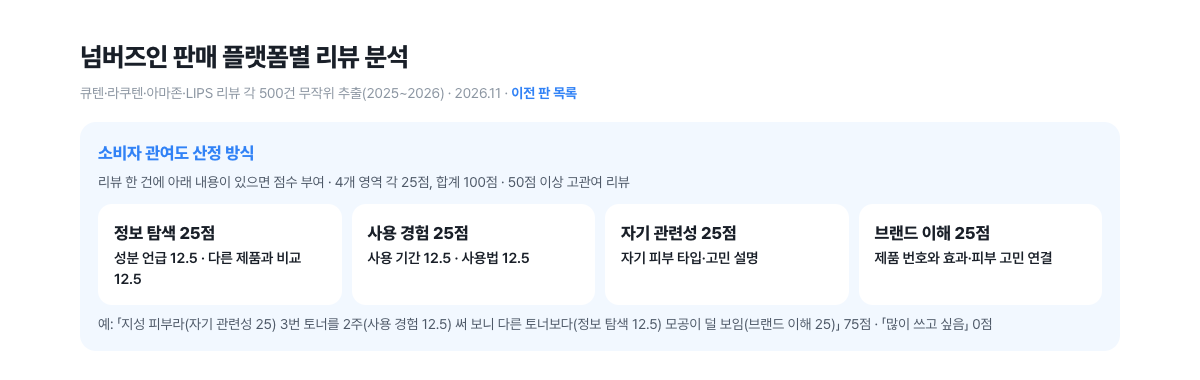 넘버즈인 판매 플랫폼별 리뷰 분석
큐텐·라쿠텐·아마존·LIPS 리뷰 각 500건 무작위 추출(2025~2026) · 2026.11 · 이전 판 목록
소비자 관여도 산정 방식
리뷰 한 건에 아래 내용이 있으면 점수 부여 · 4개 영역 각 25점, 합계 100점 · 50점 이상 고관여 리뷰
정보 탐색 25점
성분 언급 12.5 · 다른 제품과 비교
12.5
사용 경험 25점
사용 기간 12.5 · 사용법 12.5
자기 관련성 25점
자기 피부 타입·고민 설명
브랜드 이해 25점
제품 번호와 효과·피부 고민 연결
예: 「지성 피부라(자기 관련성 25) 3번 토너를 2주(사용 경험 12.5) 써 보니 다른 토너보다(정보 탐색 12.5) 모공이 덜 보임(브랜드 이해 25)」 75점 · 「많이 쓰고 싶음」 0점